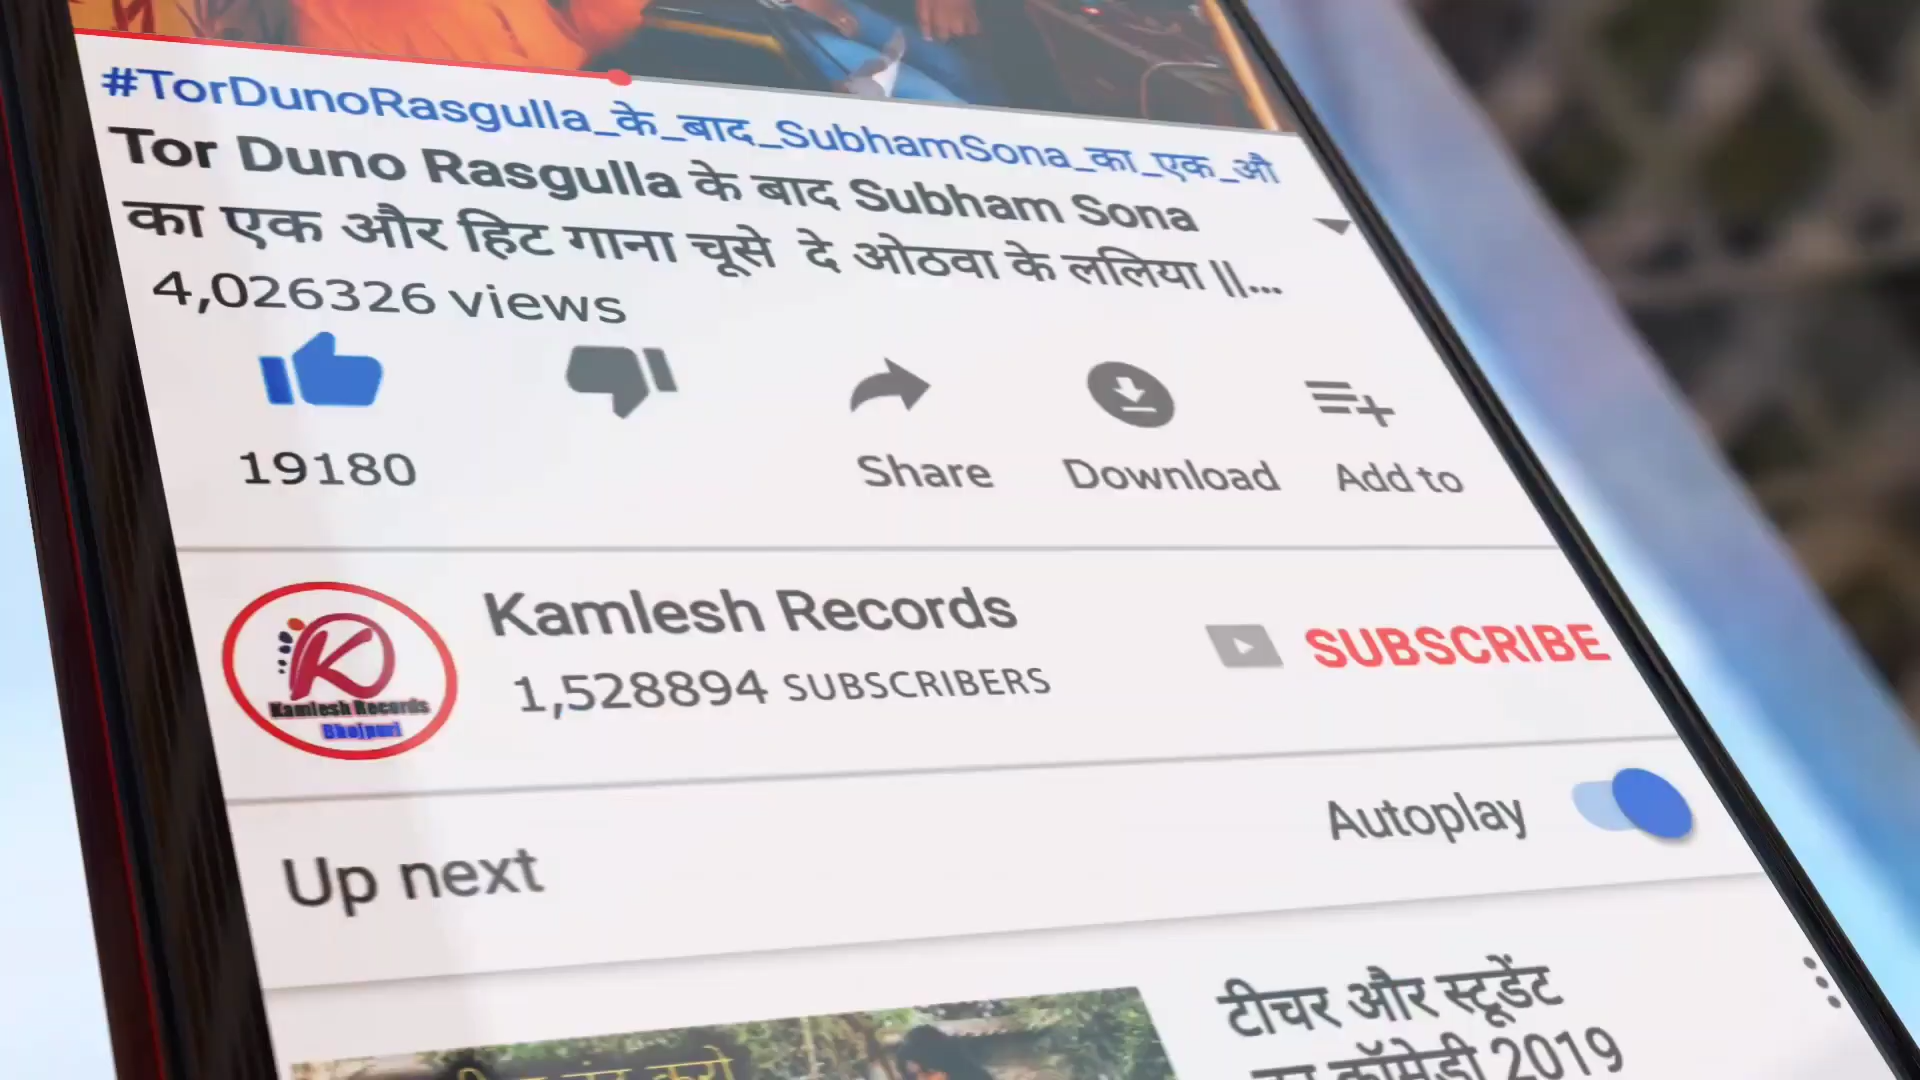 #TorDunoRasgulla_के_बाद_SubhamSona_का_एक_औ
Tor Duno Rasgulla के बाद Subham Sona
का एक और हिट गाना चूसे दे ओठवा के ललिया ||...
4,026326 views
19180
Share
Download
Add to
Kamlesh Records
1,528894 SUBSCRIBERS
SUBSCRIBE
Kamlesh Records
Bhojpuri
Autoplay
Up next
टीचर और स्टूडेंट
कॉमेडी 2019